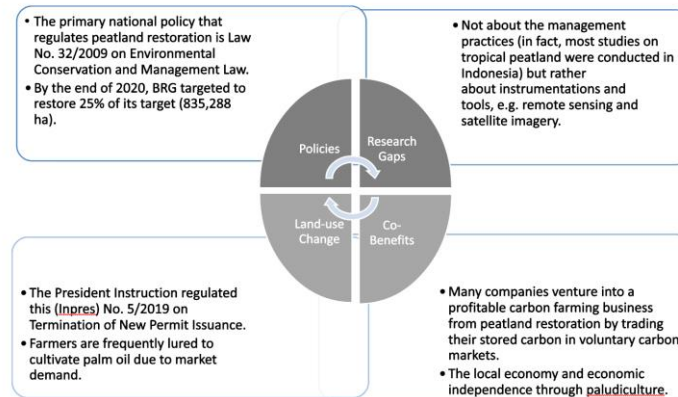 • The primary national policy that
regulates peatland restoration is Law
No. 32/2009 on Environmental
Conservation and Management Law.
• By the end of 2020, BRG targeted to
restore 25% of its target (835,288
ha).
• Not about the management
practices (in fact, most studies on
tropical peatland were conducted in
Indonesia) but rather
about instrumentations and
tools, e.g. remote sensing and
satellite imagery.
Policies
Research
Gaps
Land-use
Change
Co-
Benefits
• The President Instruction regulated
this (Inpres) No. 5/2019 on
Termination of New Permit Issuance.
• Farmers are frequently lured to
cultivate palm oil due to market
demand.
• Many companies venture into a
profitable carbon farming business
from peatland restoration by trading
their stored carbon in voluntary carbon
markets.
• The local economy and economic
independence through paludiculture.